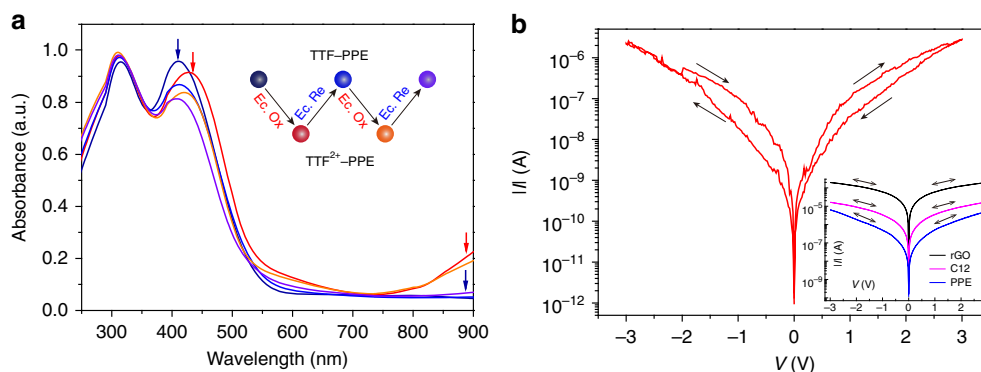 a
Absorbance (a.u.)
1.0
0.8
0.6
0.4
0.2
0.0
300 400 500 600 700 800 900
Wavelength (nm)
TTF–PPE
Ec. Ox Ec. Re Ec. Ox Ec. Re
TTF²⁺–PPE
b
|I| (A)
10⁻⁶
10⁻⁷
10⁻⁸
10⁻⁹
10⁻¹⁰
10⁻¹¹
10⁻¹²
−3 −2 −1 0 1 2 3
V (V)
|I| (A)
10⁻⁵
10⁻⁷
10⁻⁹
V (V)
rGO
C12
PPE
−3 −2 −1 0 1 2